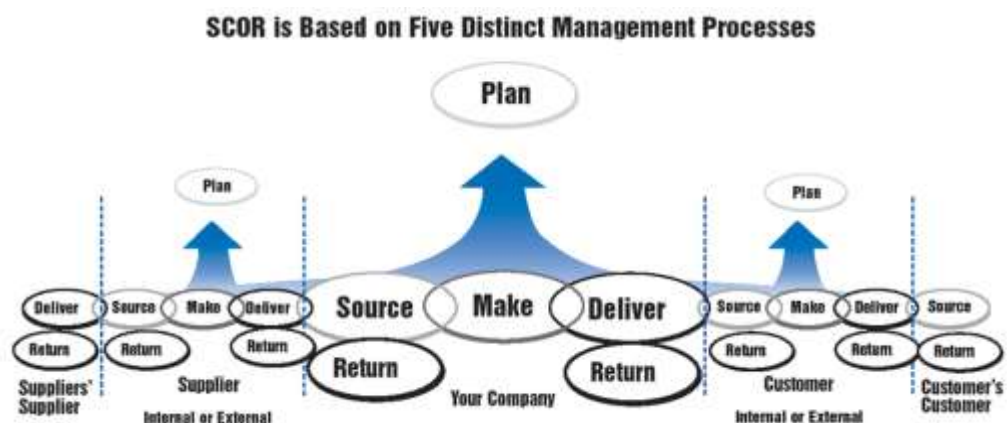 SCOR is Based on Five Distinct Management Processes
Plan
Plan
Plan
Deliver
Source
Make
Deliver
Source
Make
Deliver
Source
Make
Deliver
Source
Return
Return
Return
Return
Return
Return
Return
Return
Suppliers'
Supplier
Supplier
Internal or External
Your Company
Customer
Internal or External
Customer's
Customer